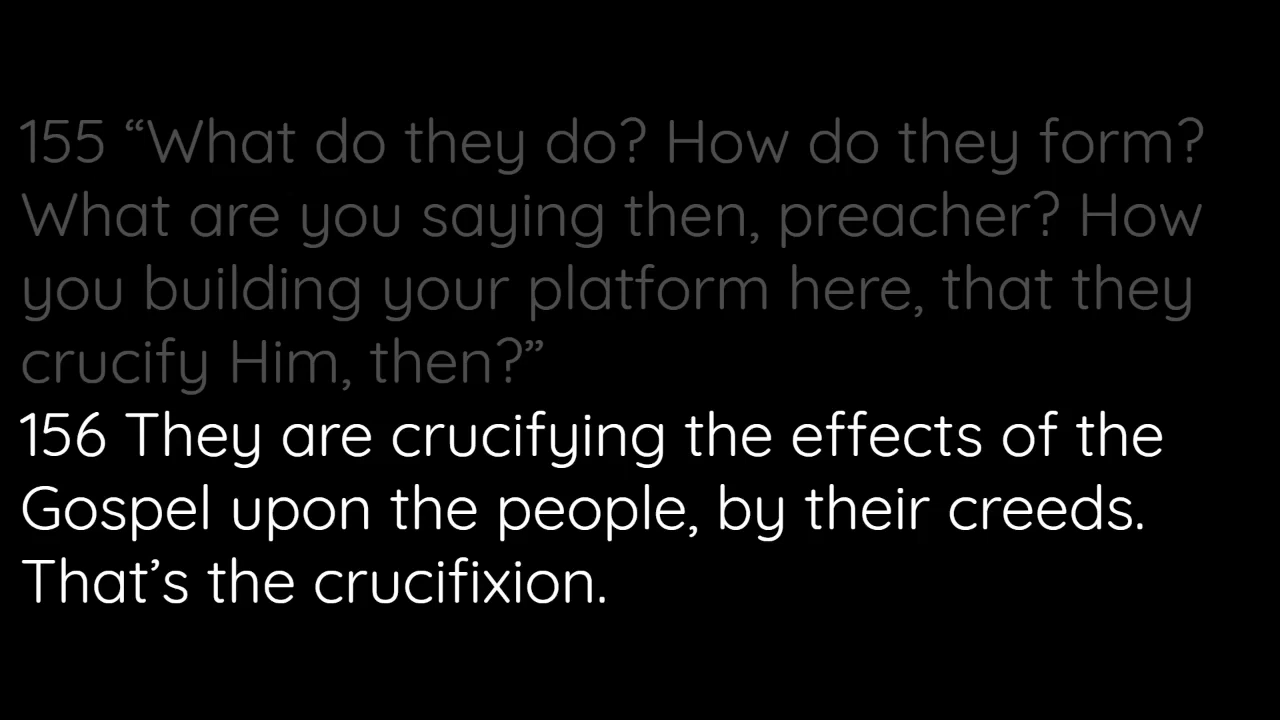 155 “What do they do? How do they form?
What are you saying then, preacher? How
you building your platform here, that they
crucify Him, then?”
156 They are crucifying the effects of the
Gospel upon the people, by their creeds.
That’s the crucifixion.